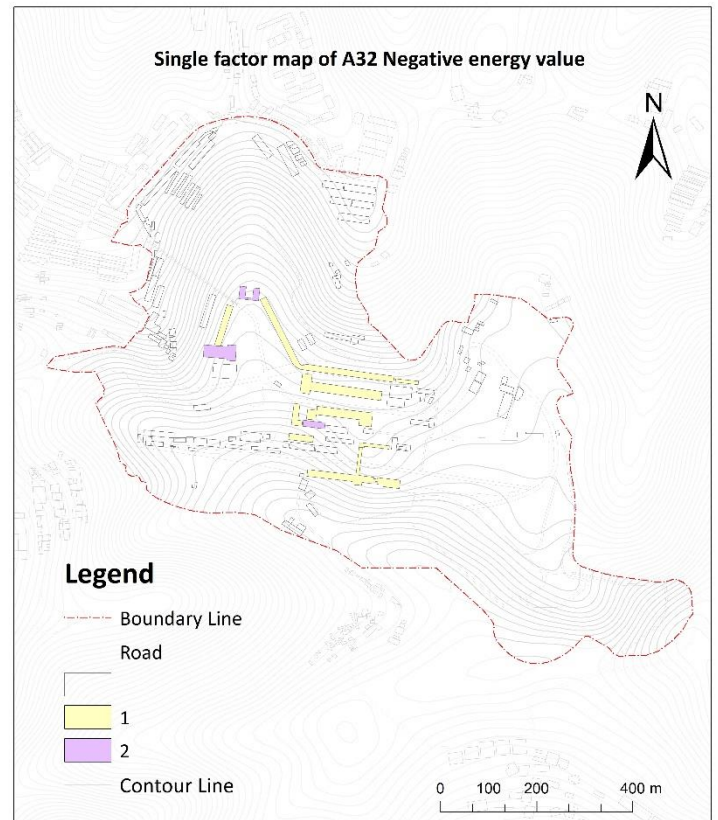 Single factor map of A32 Negative energy value
N
Legend
Boundary Line
Road
1
2
Contour Line
0 100 200 400 m